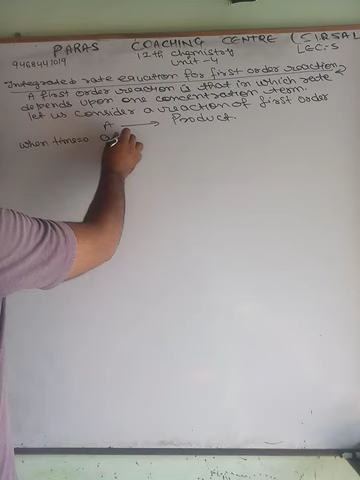 PARAS COACHING CENTRE (SIRSA)
9468441019 12th chemistry LEC:-5
Unit-4
Integrated rate equation for first order reaction
A first order reaction is that in which rate
depends upon one concentration term.
let us consider a reaction of first order
A → Product
when time=0